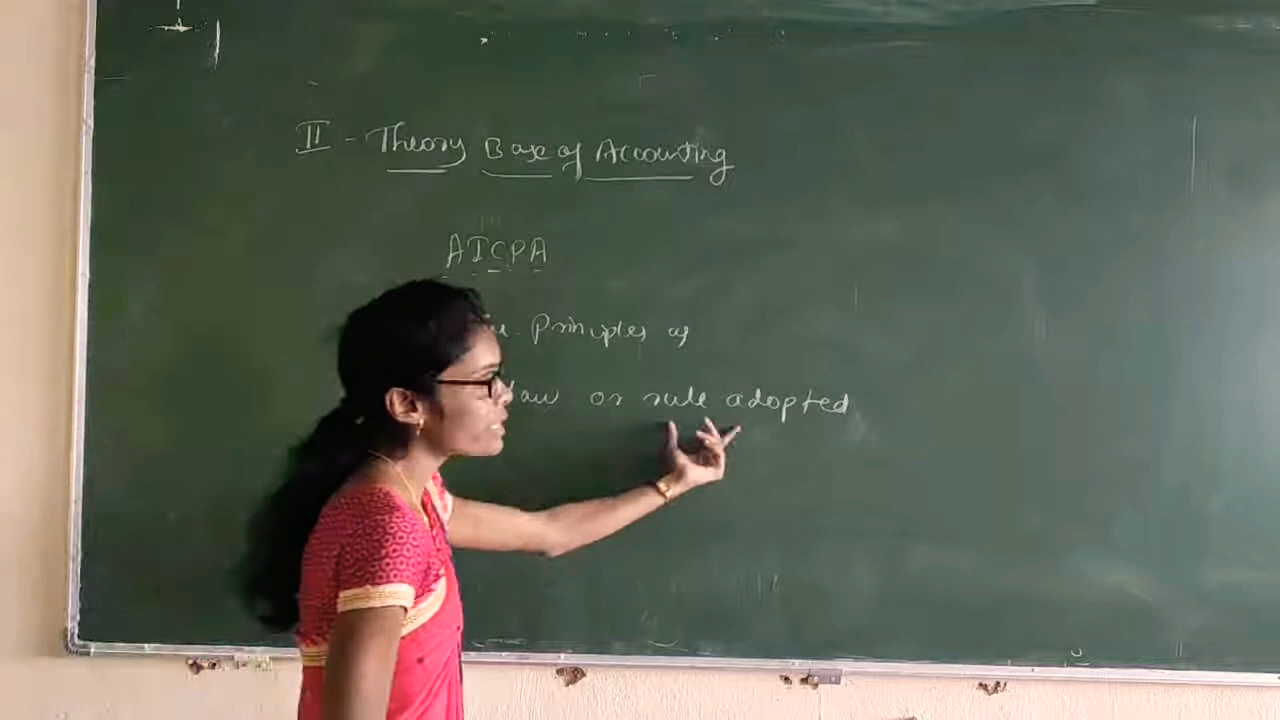 II - Theory Base of Accounting
AICPA
Principles of
law or rule adopted